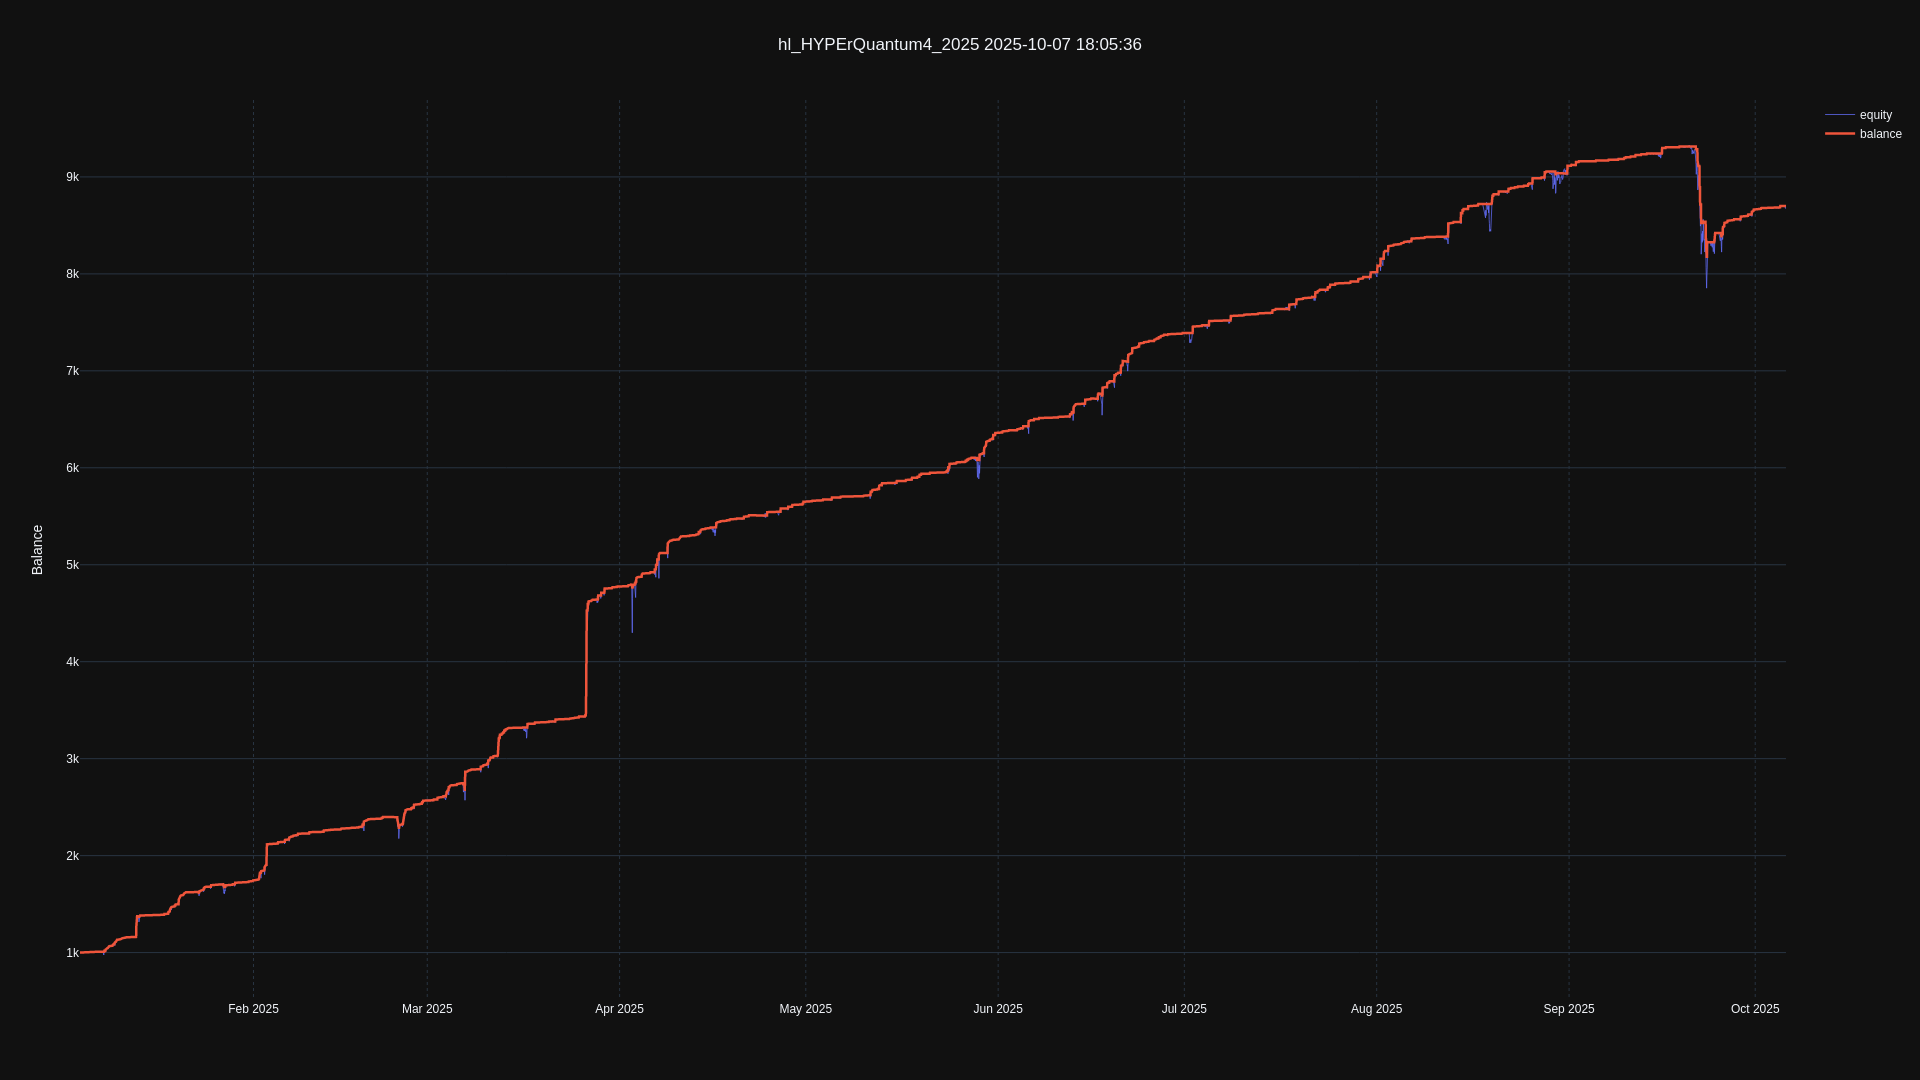 hl_HYPErQuantum4_2025 2025-10-07 18:05:36
equity
balance
9k
8k
7k
6k
5k
4k
3k
2k
1k
Balance
Feb 2025
Mar 2025
Apr 2025
May 2025
Jun 2025
Jul 2025
Aug 2025
Sep 2025
Oct 2025